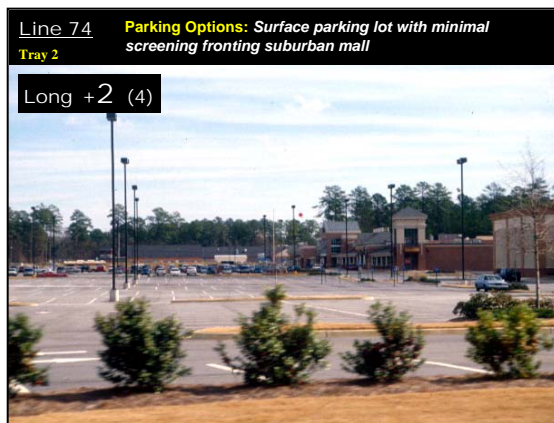 Line 74
Tray 2
Parking Options: Surface parking lot with minimal
screening fronting suburban mall
Long +2 (4)